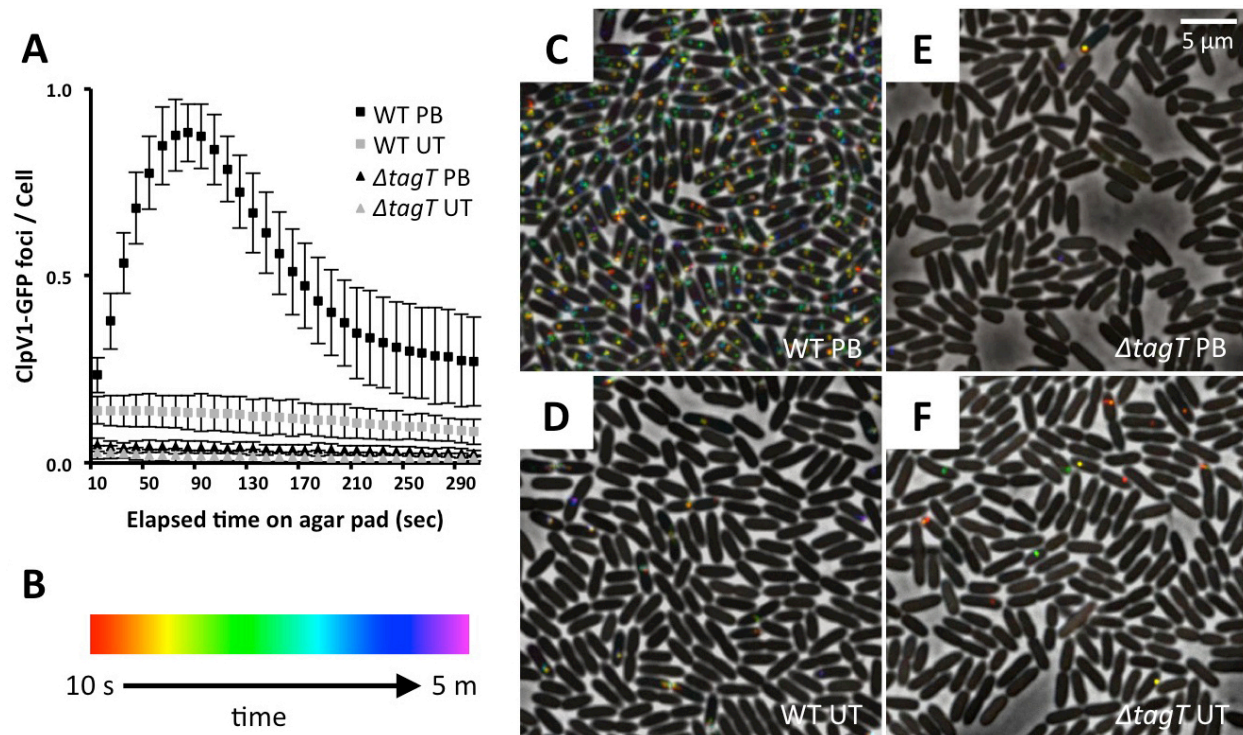 A
1.0
0.5
0.0
ClpV1-GFP foci / Cell
WT PB
WT UT
ΔtagT PB
ΔtagT UT
10 50 90 130 170 210 250 290
Elapsed time on agar pad (sec)
B
10 s 5 m
time
C
WT PB
E
5 µm
ΔtagT PB
D
WT UT
F
ΔtagT UT